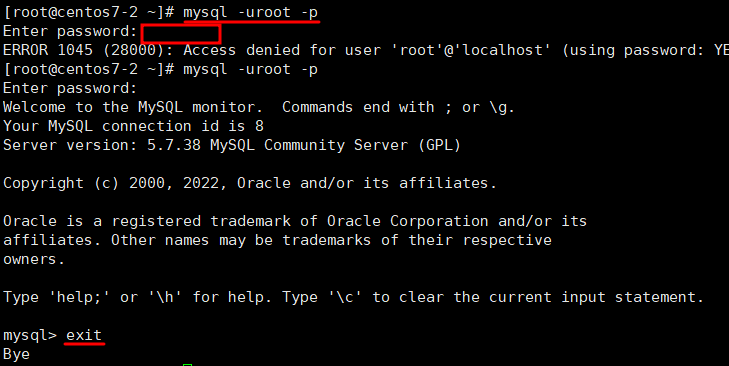 [root@centos7-2 ~]# mysql -uroot -p
Enter password:
ERROR 1045 (28000): Access denied for user 'root'@'localhost' (using password: YE
[root@centos7-2 ~]# mysql -uroot -p
Enter password:
Welcome to the MySQL monitor.  Commands end with ; or \g.
Your MySQL connection id is 8
Server version: 5.7.38 MySQL Community Server (GPL)
Copyright (c) 2000, 2022, Oracle and/or its affiliates.
Oracle is a registered trademark of Oracle Corporation and/or its
affiliates. Other names may be trademarks of their respective
owners.
Type 'help;' or '\h' for help. Type '\c' to clear the current input statement.
mysql> exit
Bye